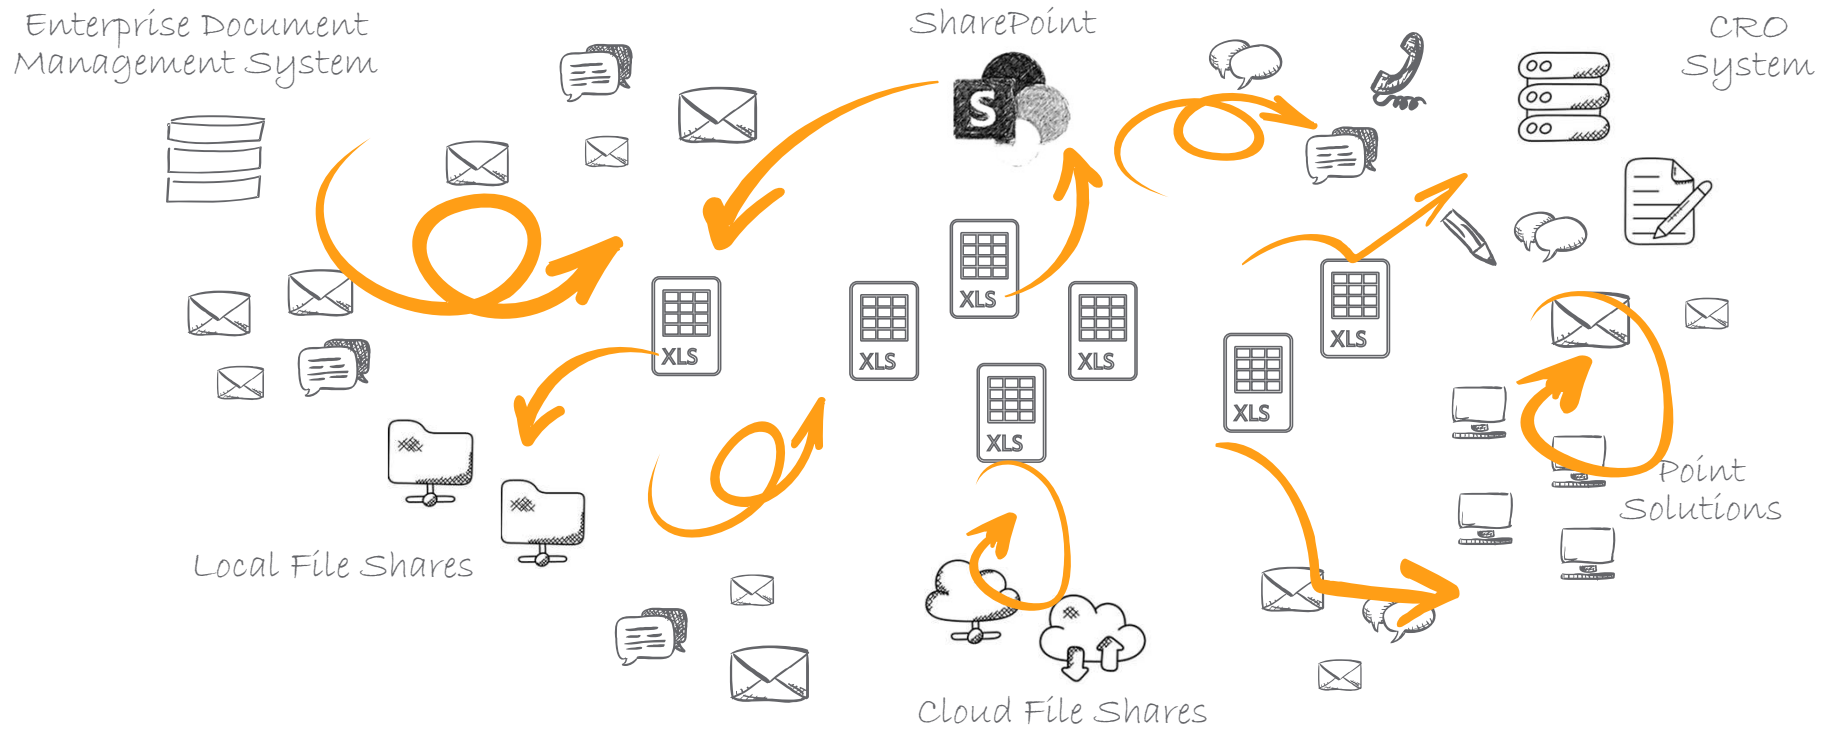 Enterprise Document
Management System
SharePoint
CRO
System
S
XLS
XLS
XLS
XLS
XLS
XLS
XLS
Point
Solutions
Local File Shares
Cloud File Shares